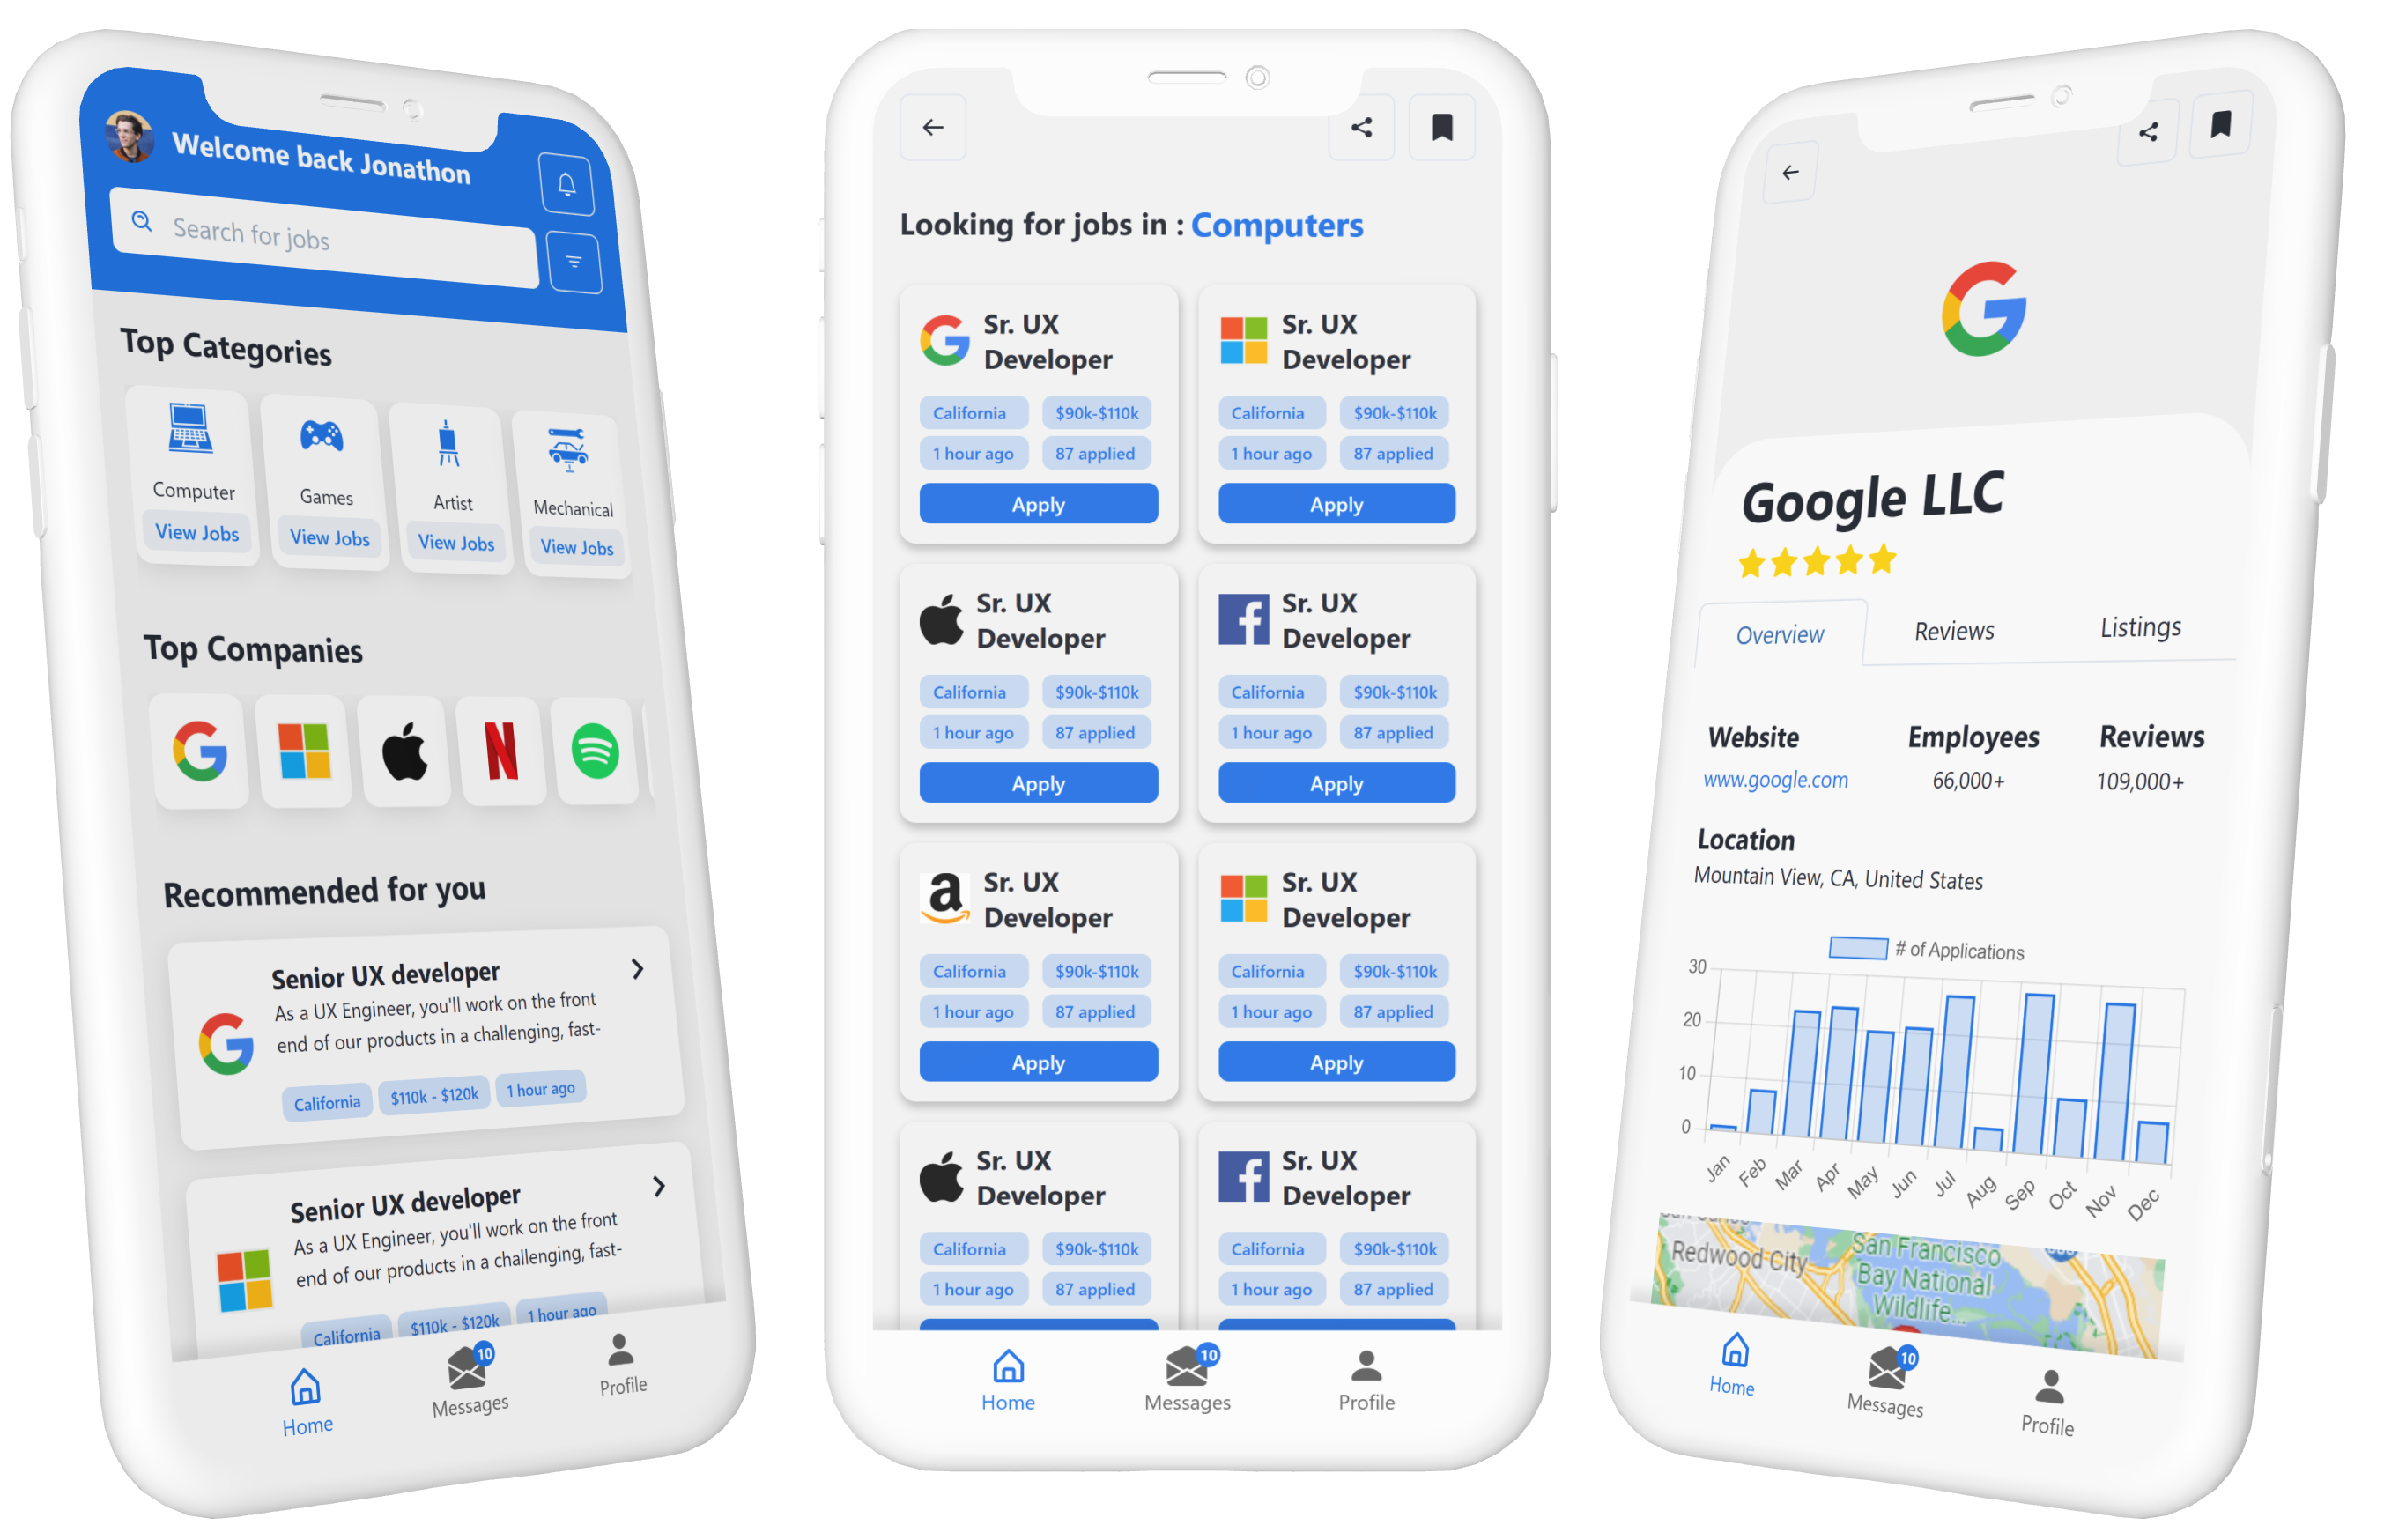 Welcome back Jonathon
Search for jobs
Top Categories
Computer
View Jobs
Games
View Jobs
Artist
View Jobs
Mechanical
View Jobs
Top Companies
Recommended for you
Senior UX developer
As a UX Engineer, you'll work on the front
end of our products in a challenging, fast-
California
$110k - $120k
1 hour ago
Senior UX developer
As a UX Engineer, you'll work on the front
end of our products in a challenging, fast-
California
$110k - $120k
1 hour ago
Home
10
Messages
Profile
Looking for jobs in : Computers
Sr. UX
Developer
California
$90k-$110k
1 hour ago
87 applied
Apply
Sr. UX
Developer
California
$90k-$110k
1 hour ago
87 applied
Apply
Sr. UX
Developer
California
$90k-$110k
1 hour ago
87 applied
Apply
Sr. UX
Developer
California
$90k-$110k
1 hour ago
87 applied
Apply
Sr. UX
Developer
California
$90k-$110k
1 hour ago
87 applied
Apply
Sr. UX
Developer
California
$90k-$110k
1 hour ago
87 applied
Apply
Sr. UX
Developer
California
$90k-$110k
1 hour ago
87 applied
Sr. UX
Developer
California
$90k-$110k
1 hour ago
87 applied
Home
10
Messages
Profile
Google LLC
Overview
Reviews
Listings
Website
www.google.com
Employees
66,000+
Reviews
109,000+
Location
Mountain View, CA, United States
# of Applications
30
20
10
0
Jan
Feb
Mar
Apr
May
Jun
Jul
Aug
Sep
Oct
Nov
Dec
Redwood City
San Francisco
Bay National
Wildlife...
Home
10
Messages
Profile